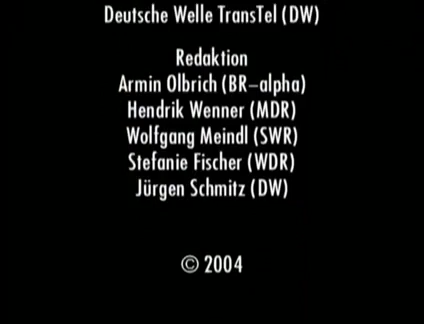 Deutsche Welle TransTel (DW)
Redaktion
Armin Olbrich (BR–alpha)
Hendrik Wenner (MDR)
Wolfgang Meindl (SWR)
Stefanie Fischer (WDR)
Jürgen Schmitz (DW)
© 2004